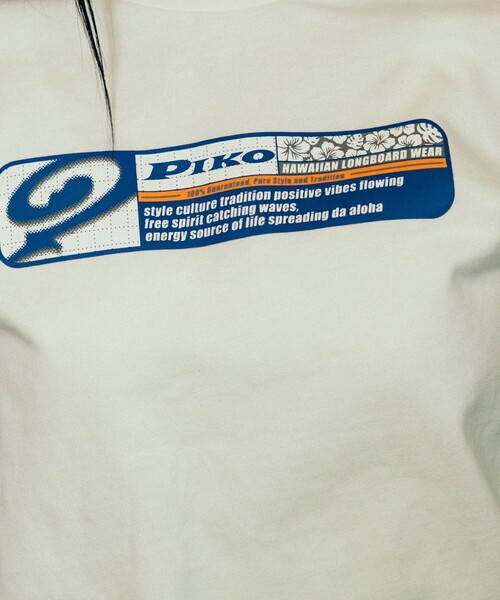 PIKO
HAWAIIAN LONGBOARD WEAR
100% Guaranteed, Pure Style and Tradition
style culture tradition positive vibes flowing
free spirit catching waves,
energy source of life spreading da aloha